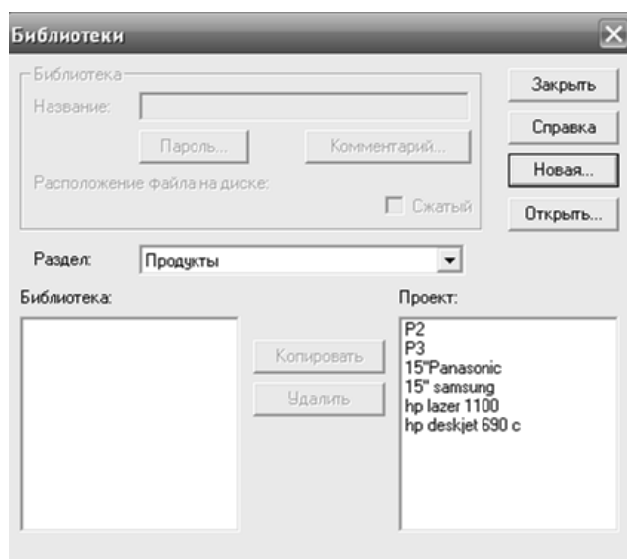 Библиотеки
Библиотека
Название:
Пароль...
Комментарий...
Расположение файла на диске:
Сжатый
Закрыть
Справка
Новая...
Открыть...
Раздел:
Продукты
Библиотека:
Копировать
Удалить
Проект:
P2
P3
15"Panasonic
15" samsung
hp lazer 1100
hp deskjet 690 c